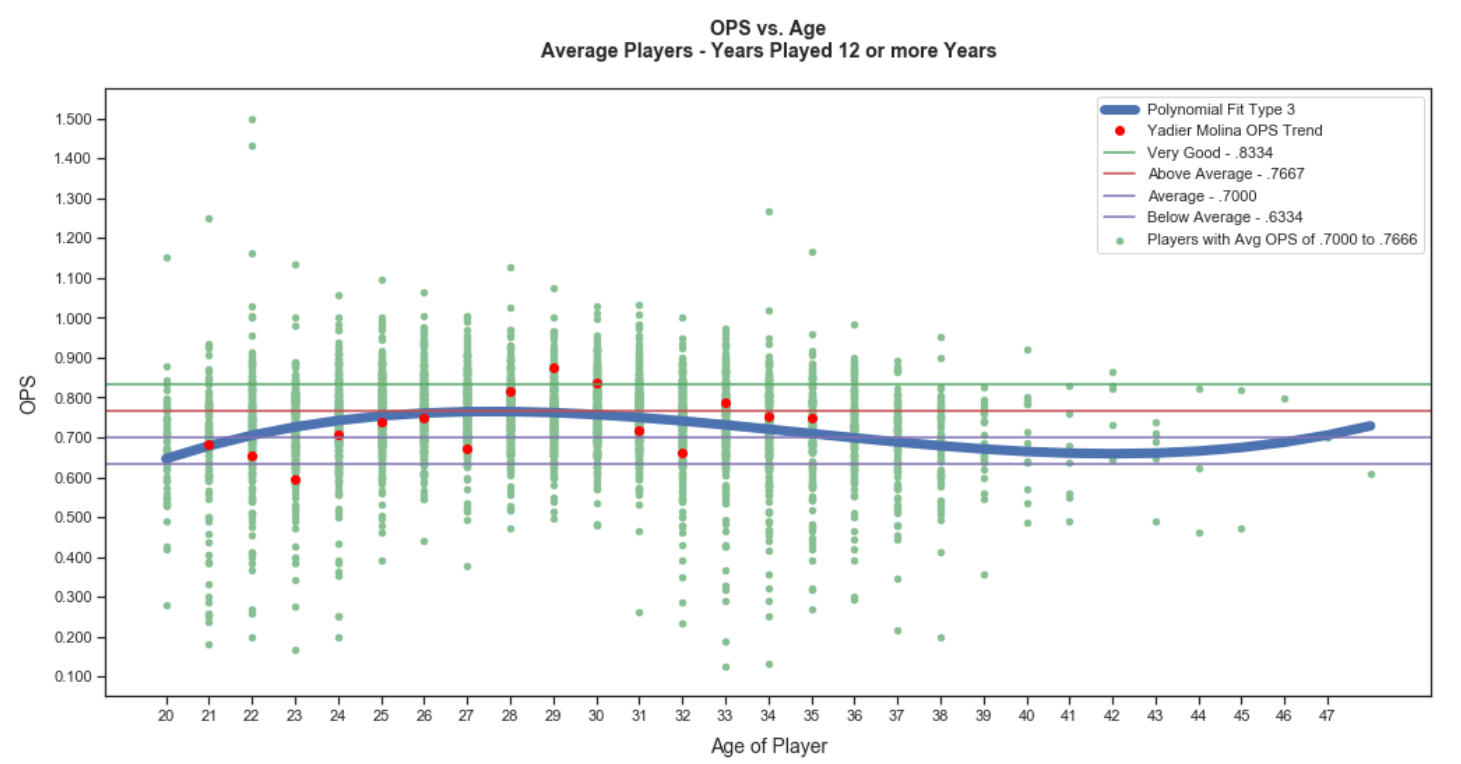 OPS vs. Age
Average Players - Years Played 12 or more Years
Polynomial Fit Type 3
Yadier Molina OPS Trend
Very Good - .8334
Above Average - .7667
Average - .7000
Below Average - .6334
Players with Avg OPS of .7000 to .7666
OPS
1.500
1.400
1.300
1.200
1.100
1.000
0.900
0.800
0.700
0.600
0.500
0.400
0.300
0.200
0.100
20 21 22 23 24 25 26 27 28 29 30 31 32 33 34 35 36 37 38 39 40 41 42 43 44 45 46 47
Age of Player